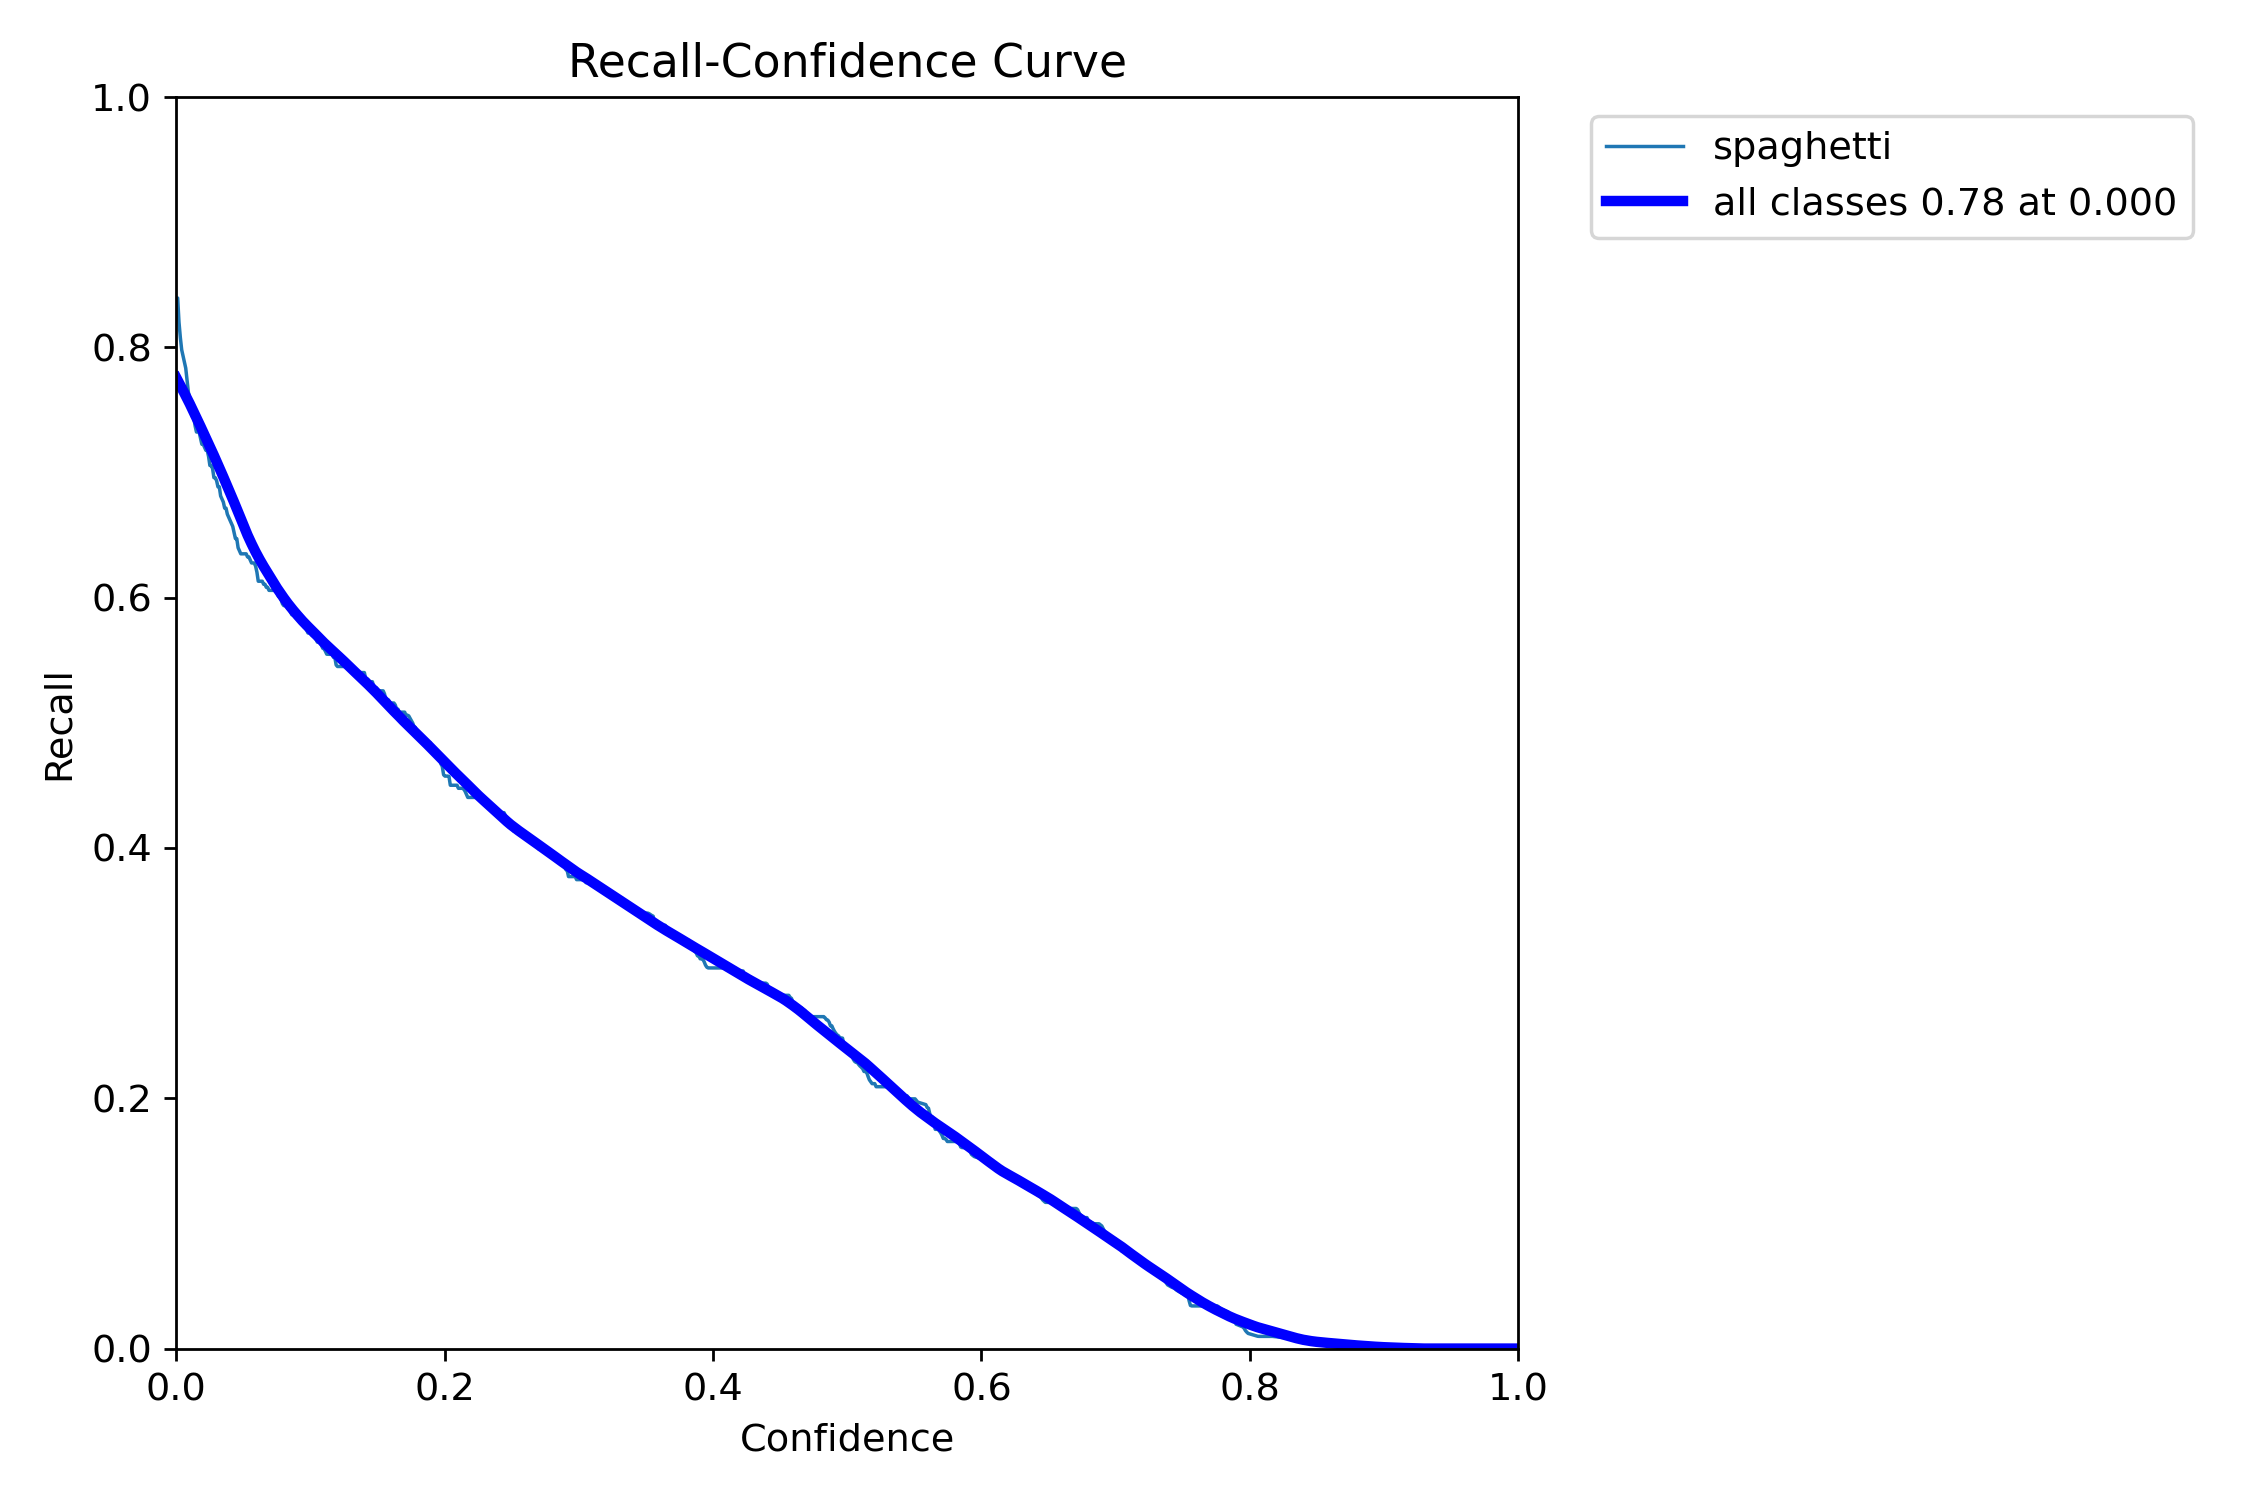 Recall-Confidence Curve
1.0
0.8
0.6
0.4
0.2
0.0
Recall
0.0 0.2 0.4 0.6 0.8 1.0
Confidence
spaghetti
all classes 0.78 at 0.000